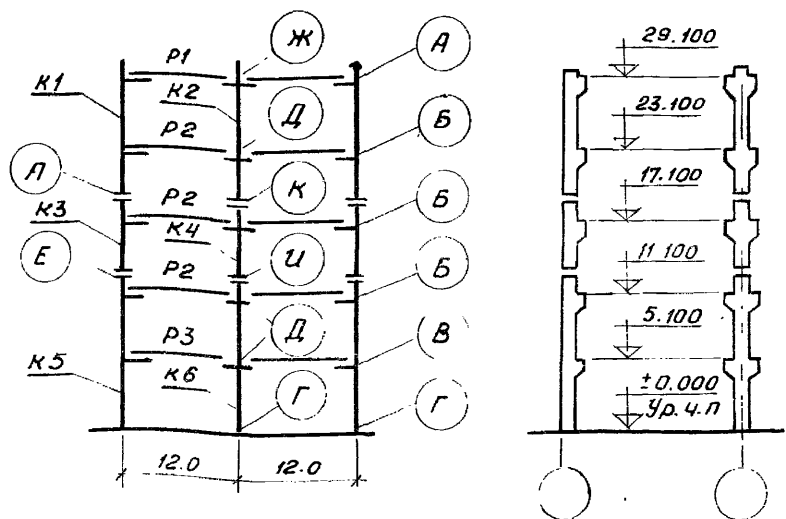 Р1
Ж
А
К1
К2
Р2
Д
Б
Р2
П
К
К3
К4
Б
Е
Р2
И
Б
Р3
Д
В
К5
К6
Г
Г
12.0
12.0
29.100
23.100
17.100
11.100
5.100
±0.000
Ур.ч.п